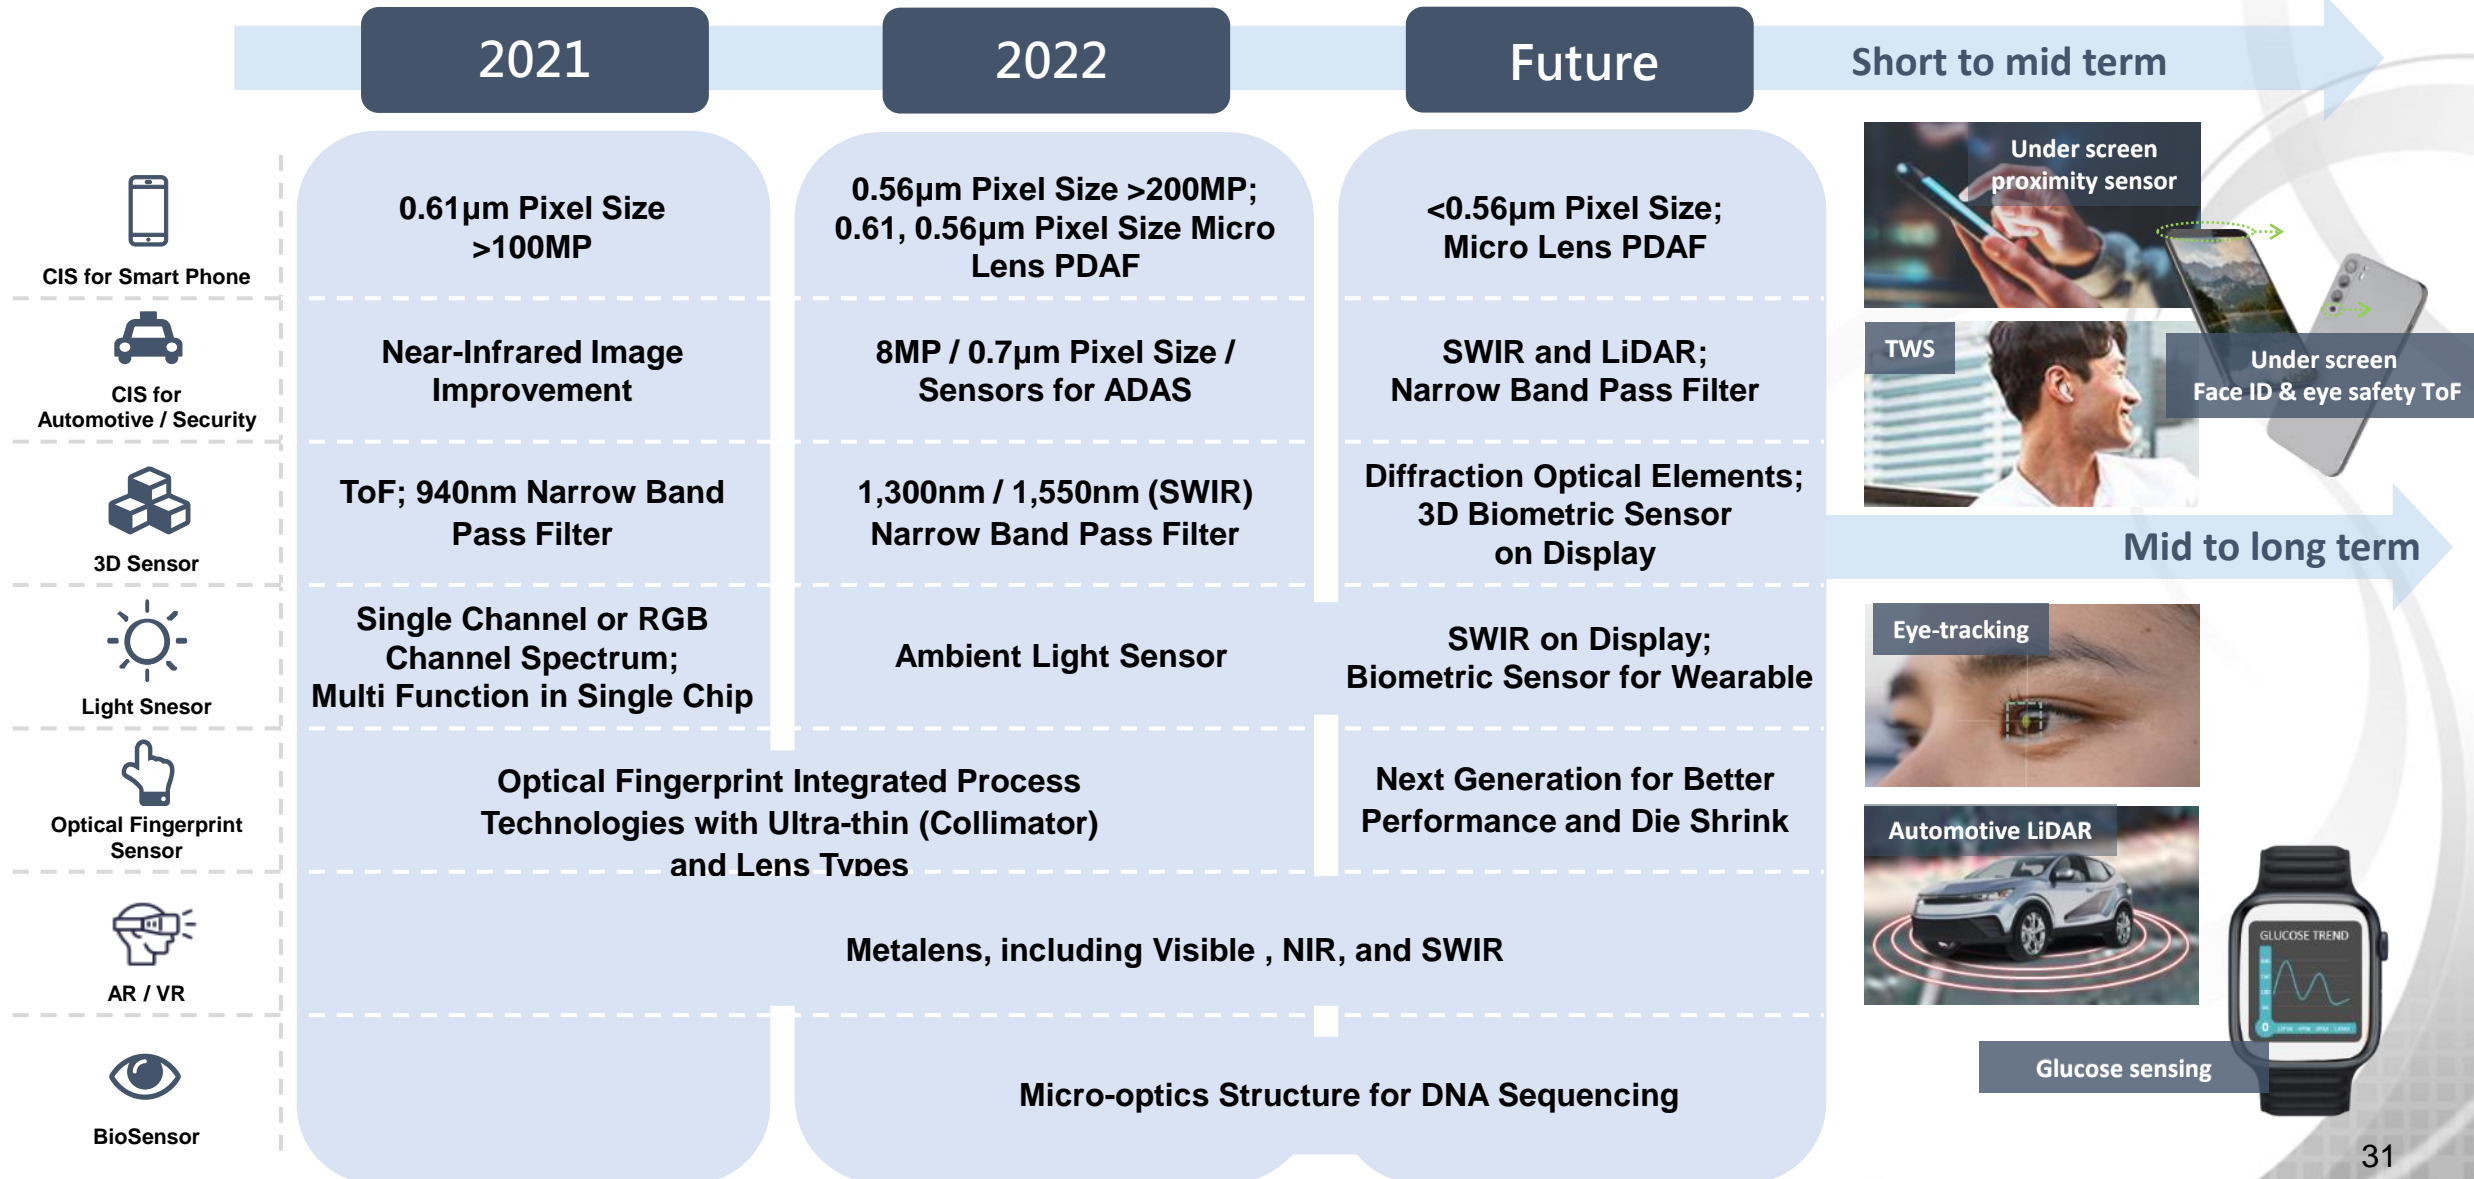 2021
2022
Future
Short to mid term
CIS for Smart Phone
0.61µm Pixel Size
>100MP
0.56µm Pixel Size >200MP;
0.61, 0.56µm Pixel Size Micro
Lens PDAF
<0.56µm Pixel Size;
Micro Lens PDAF
CIS for
Automotive / Security
Near-Infrared Image
Improvement
8MP / 0.7µm Pixel Size /
Sensors for ADAS
SWIR and LiDAR;
Narrow Band Pass Filter
3D Sensor
ToF; 940nm Narrow Band
Pass Filter
1,300nm / 1,550nm (SWIR)
Narrow Band Pass Filter
Diffraction Optical Elements;
3D Biometric Sensor
on Display
Light Snesor
Single Channel or RGB
Channel Spectrum;
Multi Function in Single Chip
Ambient Light Sensor
SWIR on Display;
Biometric Sensor for Wearable
Optical Fingerprint
Sensor
Optical Fingerprint Integrated Process
Technologies with Ultra-thin (Collimator)
and Lens Types
Next Generation for Better
Performance and Die Shrink
AR / VR
Metalens, including Visible , NIR, and SWIR
BioSensor
Micro-optics Structure for DNA Sequencing
Under screen
proximity sensor
TWS
Under screen
Face ID & eye safety ToF
Mid to long term
Eye-tracking
Automotive LiDAR
GLUCOSE TREND
0
Glucose sensing
31